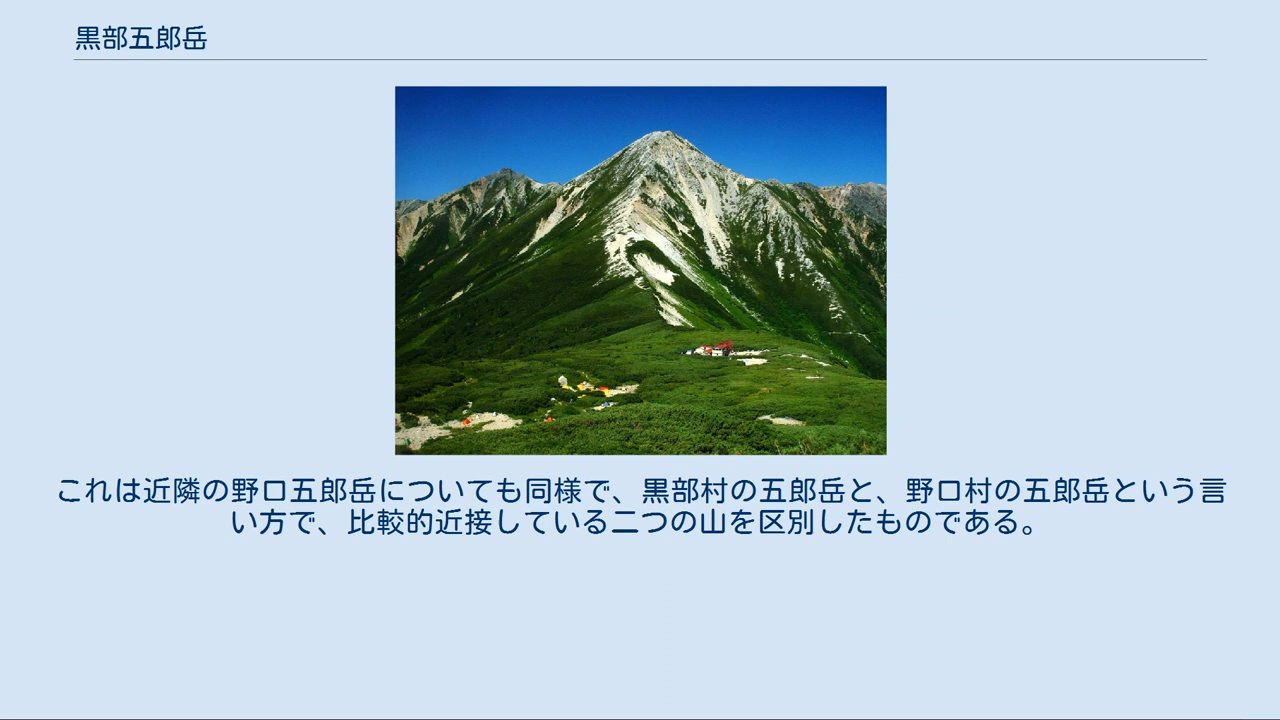 黒部五郎岳
これは近隣の野口五郎岳についても同様で、黒部村の五郎岳と、野口村の五郎岳という言
い方で、比較的近接している二つの山を区別したものである。